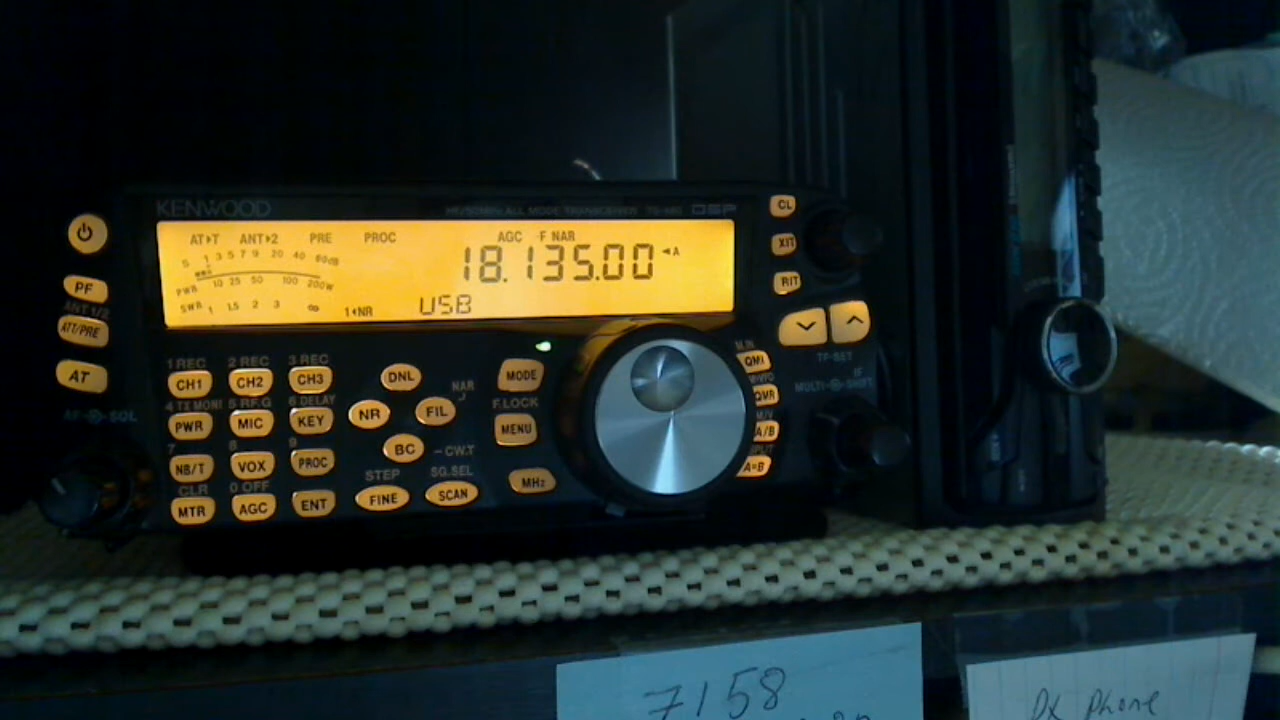 KENWOOD HF/50MHz ALL MODE TRANSCEIVER TS-480 DSP
AT▸T ANT▸2 PRE PROC AGC -F NAR
S 1 3 5 7 9 20 40 60dB
18.135.00 ◂A
PWR 10 25 50 100 200W
SWR 1 1.5 2 3 ∞ 1◂NR USB
PF
ANT 1/2
ATT/PRE
AT
AF SQL
CL
XIT
RIT
TF-SET
IF
MULTI SHIFT
1 REC 2 REC 3 REC
CH1 CH2 CH3
4 TX MONI 5 RF.G 6 DELAY
PWR MIC KEY
7 8 9
NB/T VOX PROC
CLR 0 OFF
MTR AGC ENT
DNL
NAR
NR FIL
BC – CW.T
STEP SG.SEL
FINE SCAN
MODE
F.LOCK
MENU
MHz
M.IN
QMI
QMR
M/V
A/B
SPLIT
A=B
7158
DX Phone